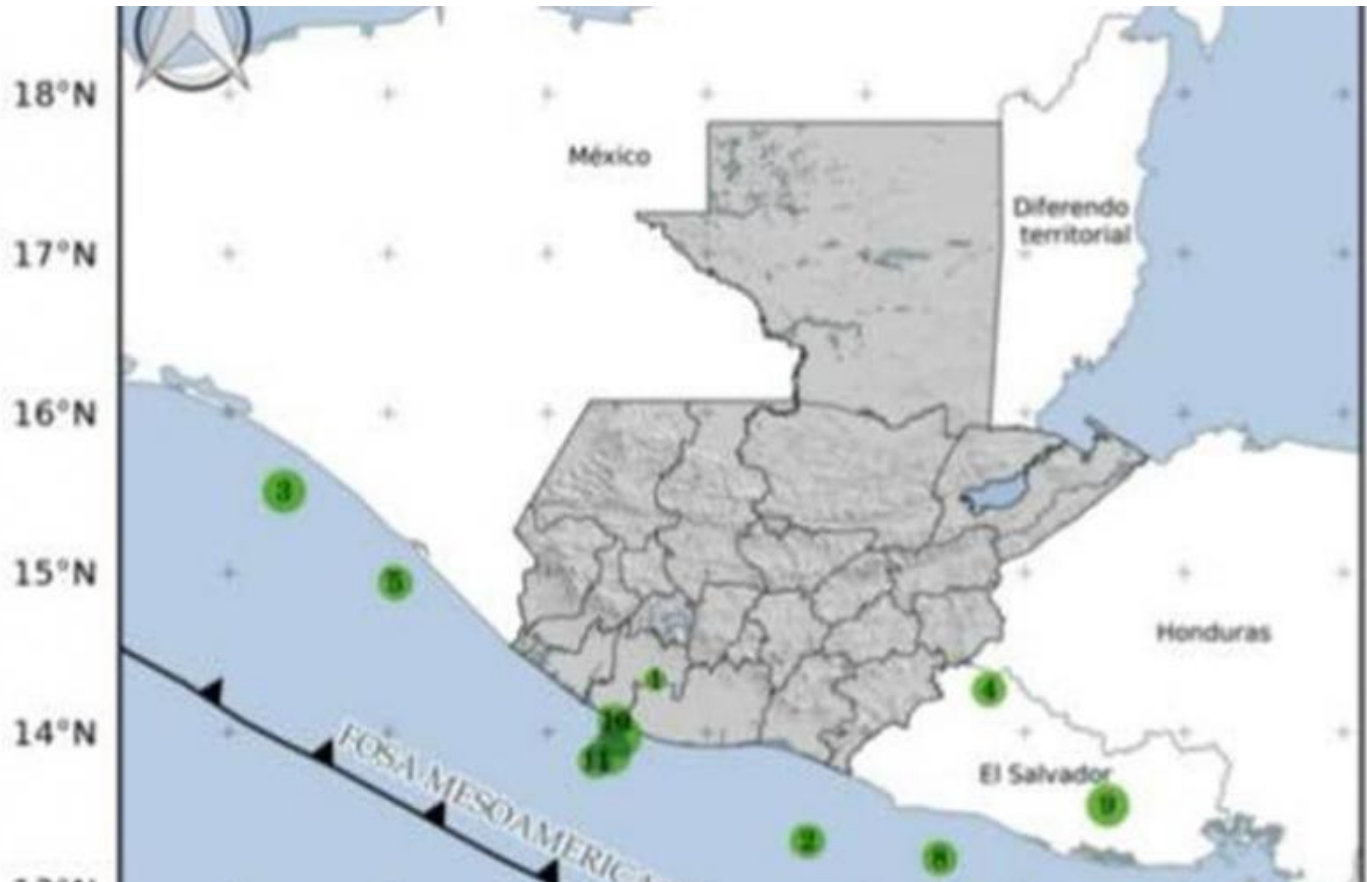 18°N
México
Diferendo
territorial
17°N
16°N
3
15°N
5
Honduras
1
4
10
14°N
11
FOSA MESOAMERICA
El Salvador
9
2
8